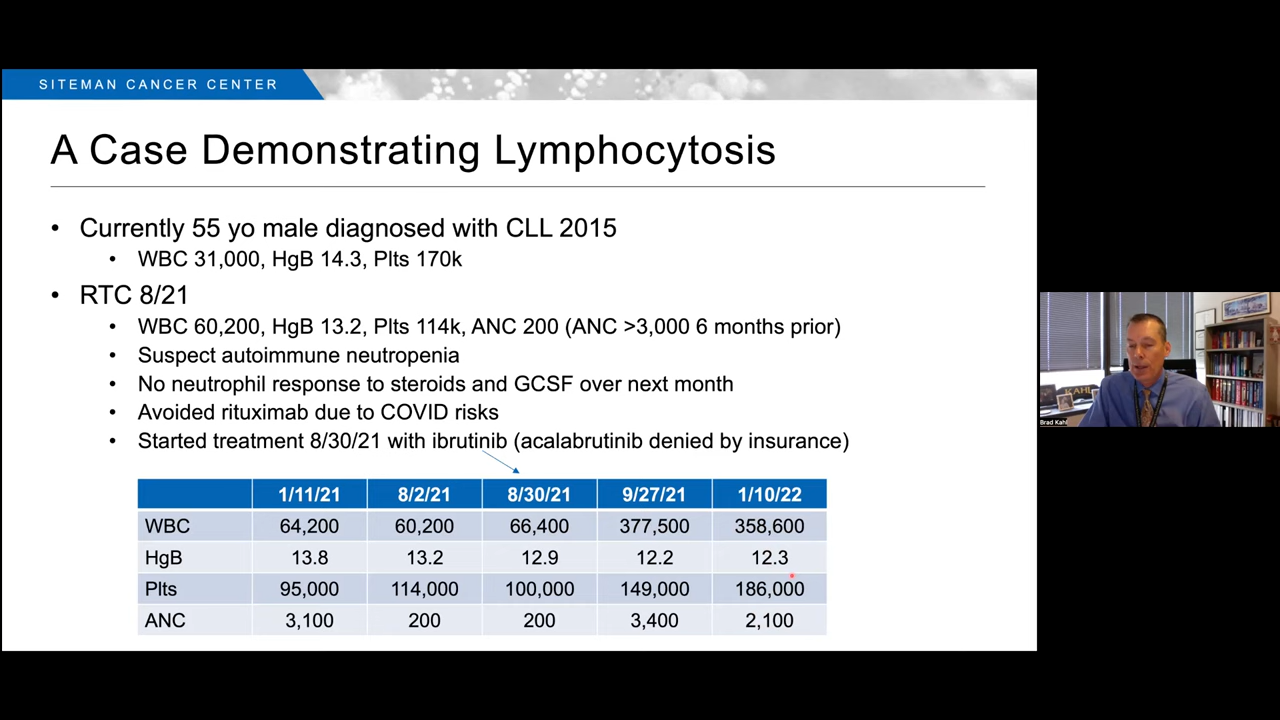 SITEMAN CANCER CENTER
A Case Demonstrating Lymphocytosis
• Currently 55 yo male diagnosed with CLL 2015
• WBC 31,000, HgB 14.3, Plts 170k
• RTC 8/21
• WBC 60,200, HgB 13.2, Plts 114k, ANC 200 (ANC >3,000 6 months prior)
• Suspect autoimmune neutropenia
• No neutrophil response to steroids and GCSF over next month
• Avoided rituximab due to COVID risks
• Started treatment 8/30/21 with ibrutinib (acalabrutinib denied by insurance)
1/11/21 8/2/21 8/30/21 9/27/21 1/10/22
WBC 64,200 60,200 66,400 377,500 358,600
HgB 13.8 13.2 12.9 12.2 12.3
Plts 95,000 114,000 100,000 149,000 186,000
ANC 3,100 200 200 3,400 2,100
KAHL
Brad Kahl